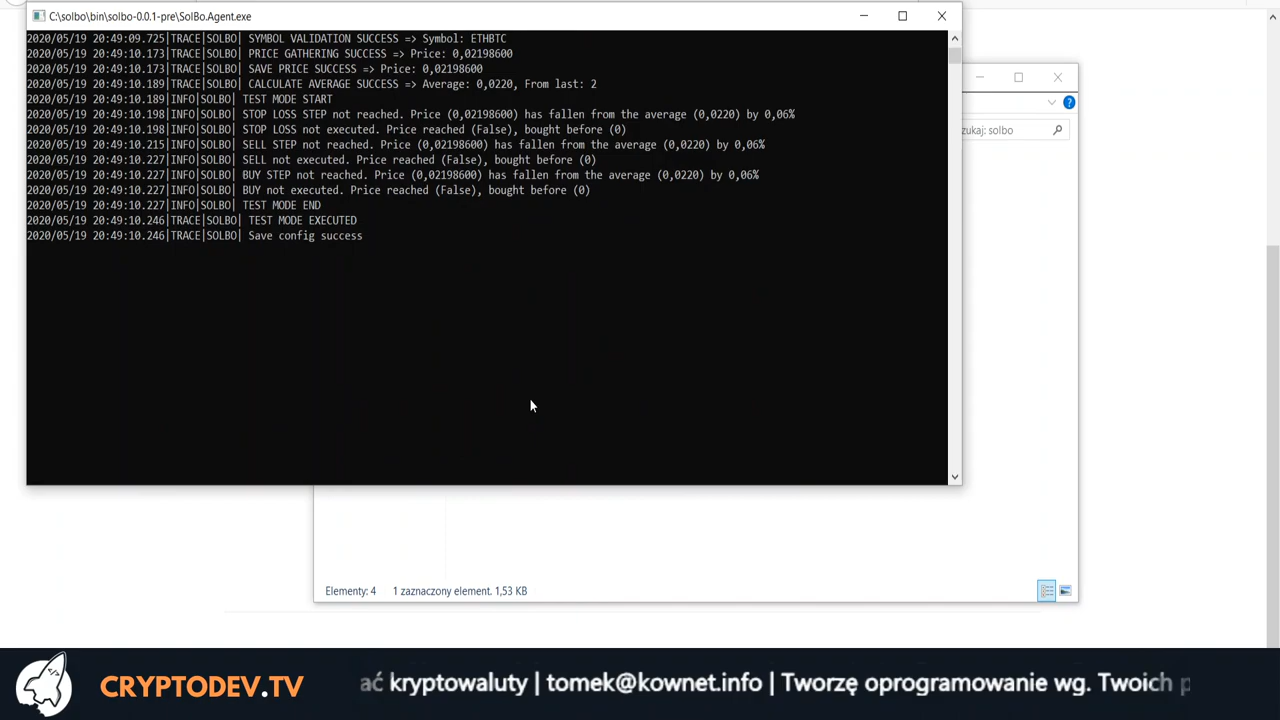 C:\solbo\bin\solbo-0.0.1-pre\SolBo.Agent.exe
2020/05/19 20:49:09.725|TRACE|SOLBO| SYMBOL VALIDATION SUCCESS => Symbol: ETHBTC
2020/05/19 20:49:10.173|TRACE|SOLBO| PRICE GATHERING SUCCESS => Price: 0,02198600
2020/05/19 20:49:10.173|TRACE|SOLBO| SAVE PRICE SUCCESS => Price: 0,02198600
2020/05/19 20:49:10.189|TRACE|SOLBO| CALCULATE AVERAGE SUCCESS => Average: 0,0220, From last: 2
2020/05/19 20:49:10.189|INFO|SOLBO| TEST MODE START
2020/05/19 20:49:10.198|INFO|SOLBO| STOP LOSS STEP not reached. Price (0,02198600) has fallen from the average (0,0220) by 0,06%
2020/05/19 20:49:10.198|INFO|SOLBO| STOP LOSS not executed. Price reached (False), bought before (0)
2020/05/19 20:49:10.215|INFO|SOLBO| SELL STEP not reached. Price (0,02198600) has fallen from the average (0,0220) by 0,06%
2020/05/19 20:49:10.227|INFO|SOLBO| SELL not executed. Price reached (False), bought before (0)
2020/05/19 20:49:10.227|INFO|SOLBO| BUY STEP not reached. Price (0,02198600) has fallen from the average (0,0220) by 0,06%
2020/05/19 20:49:10.227|INFO|SOLBO| BUY not executed. Price reached (False), bought before (0)
2020/05/19 20:49:10.227|INFO|SOLBO| TEST MODE END
2020/05/19 20:49:10.246|TRACE|SOLBO| TEST MODE EXECUTED
2020/05/19 20:49:10.246|TRACE|SOLBO| Save config success
zukaj: solbo
Elementy: 4 1 zaznaczony element. 1,53 KB
CRYPTODEV.TV
ać kryptowaluty | tomek@kownet.info | Tworzę oprogramowanie wg. Twoich p